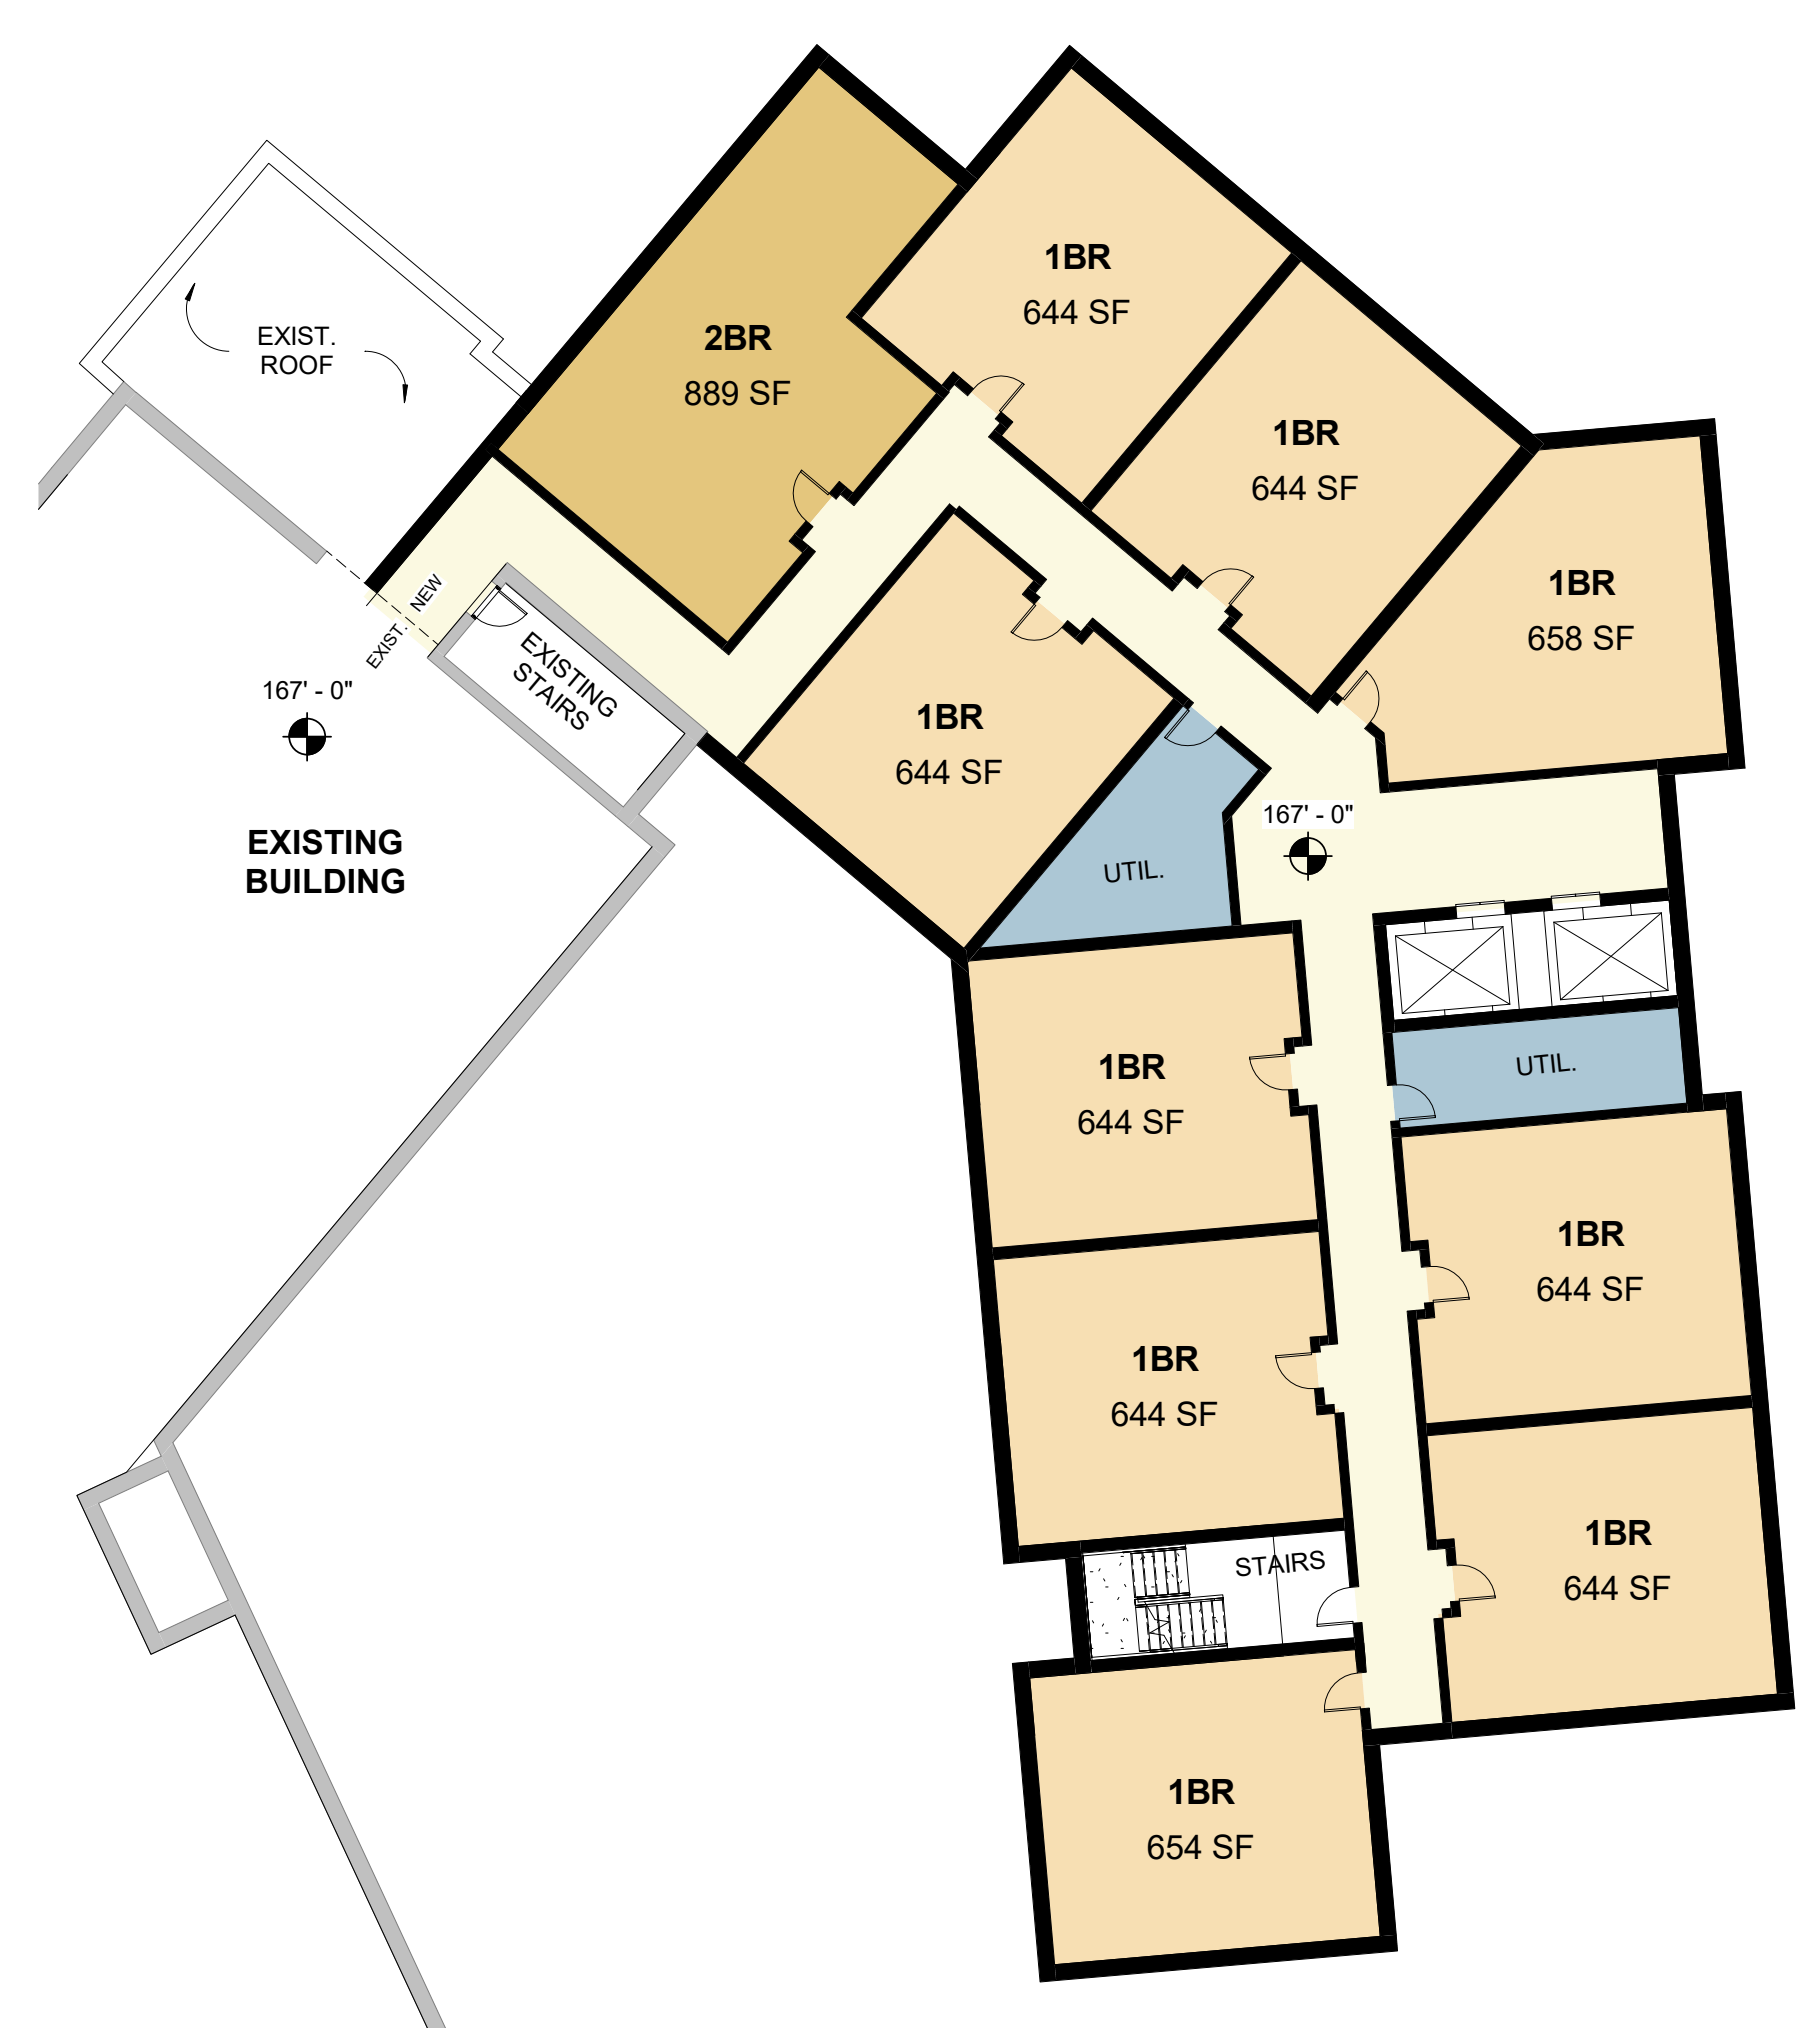 1BR
644 SF
EXIST.
ROOF
2BR
889 SF
1BR
644 SF
1BR
658 SF
EXIST. NEW
EXISTING
STAIRS
167' - 0"
1BR
644 SF
167' - 0"
EXISTING
BUILDING
UTIL.
1BR
644 SF
UTIL.
1BR
644 SF
1BR
644 SF
1BR
644 SF
STAIRS
1BR
654 SF